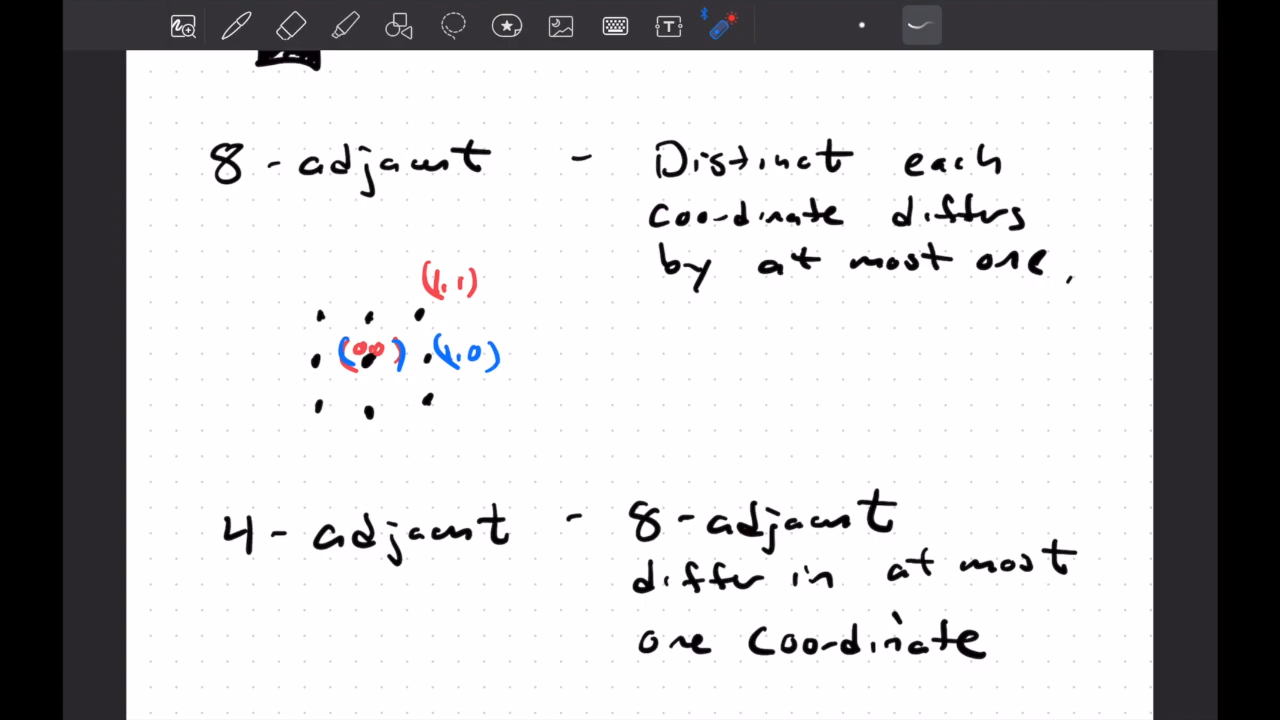 8-adjacent - Distinct each
coordinate differs
by at most one.
(1,1)
(0,0) (1,0)
4-adjacent - 8-adjacent
differ in at most
one coordinate